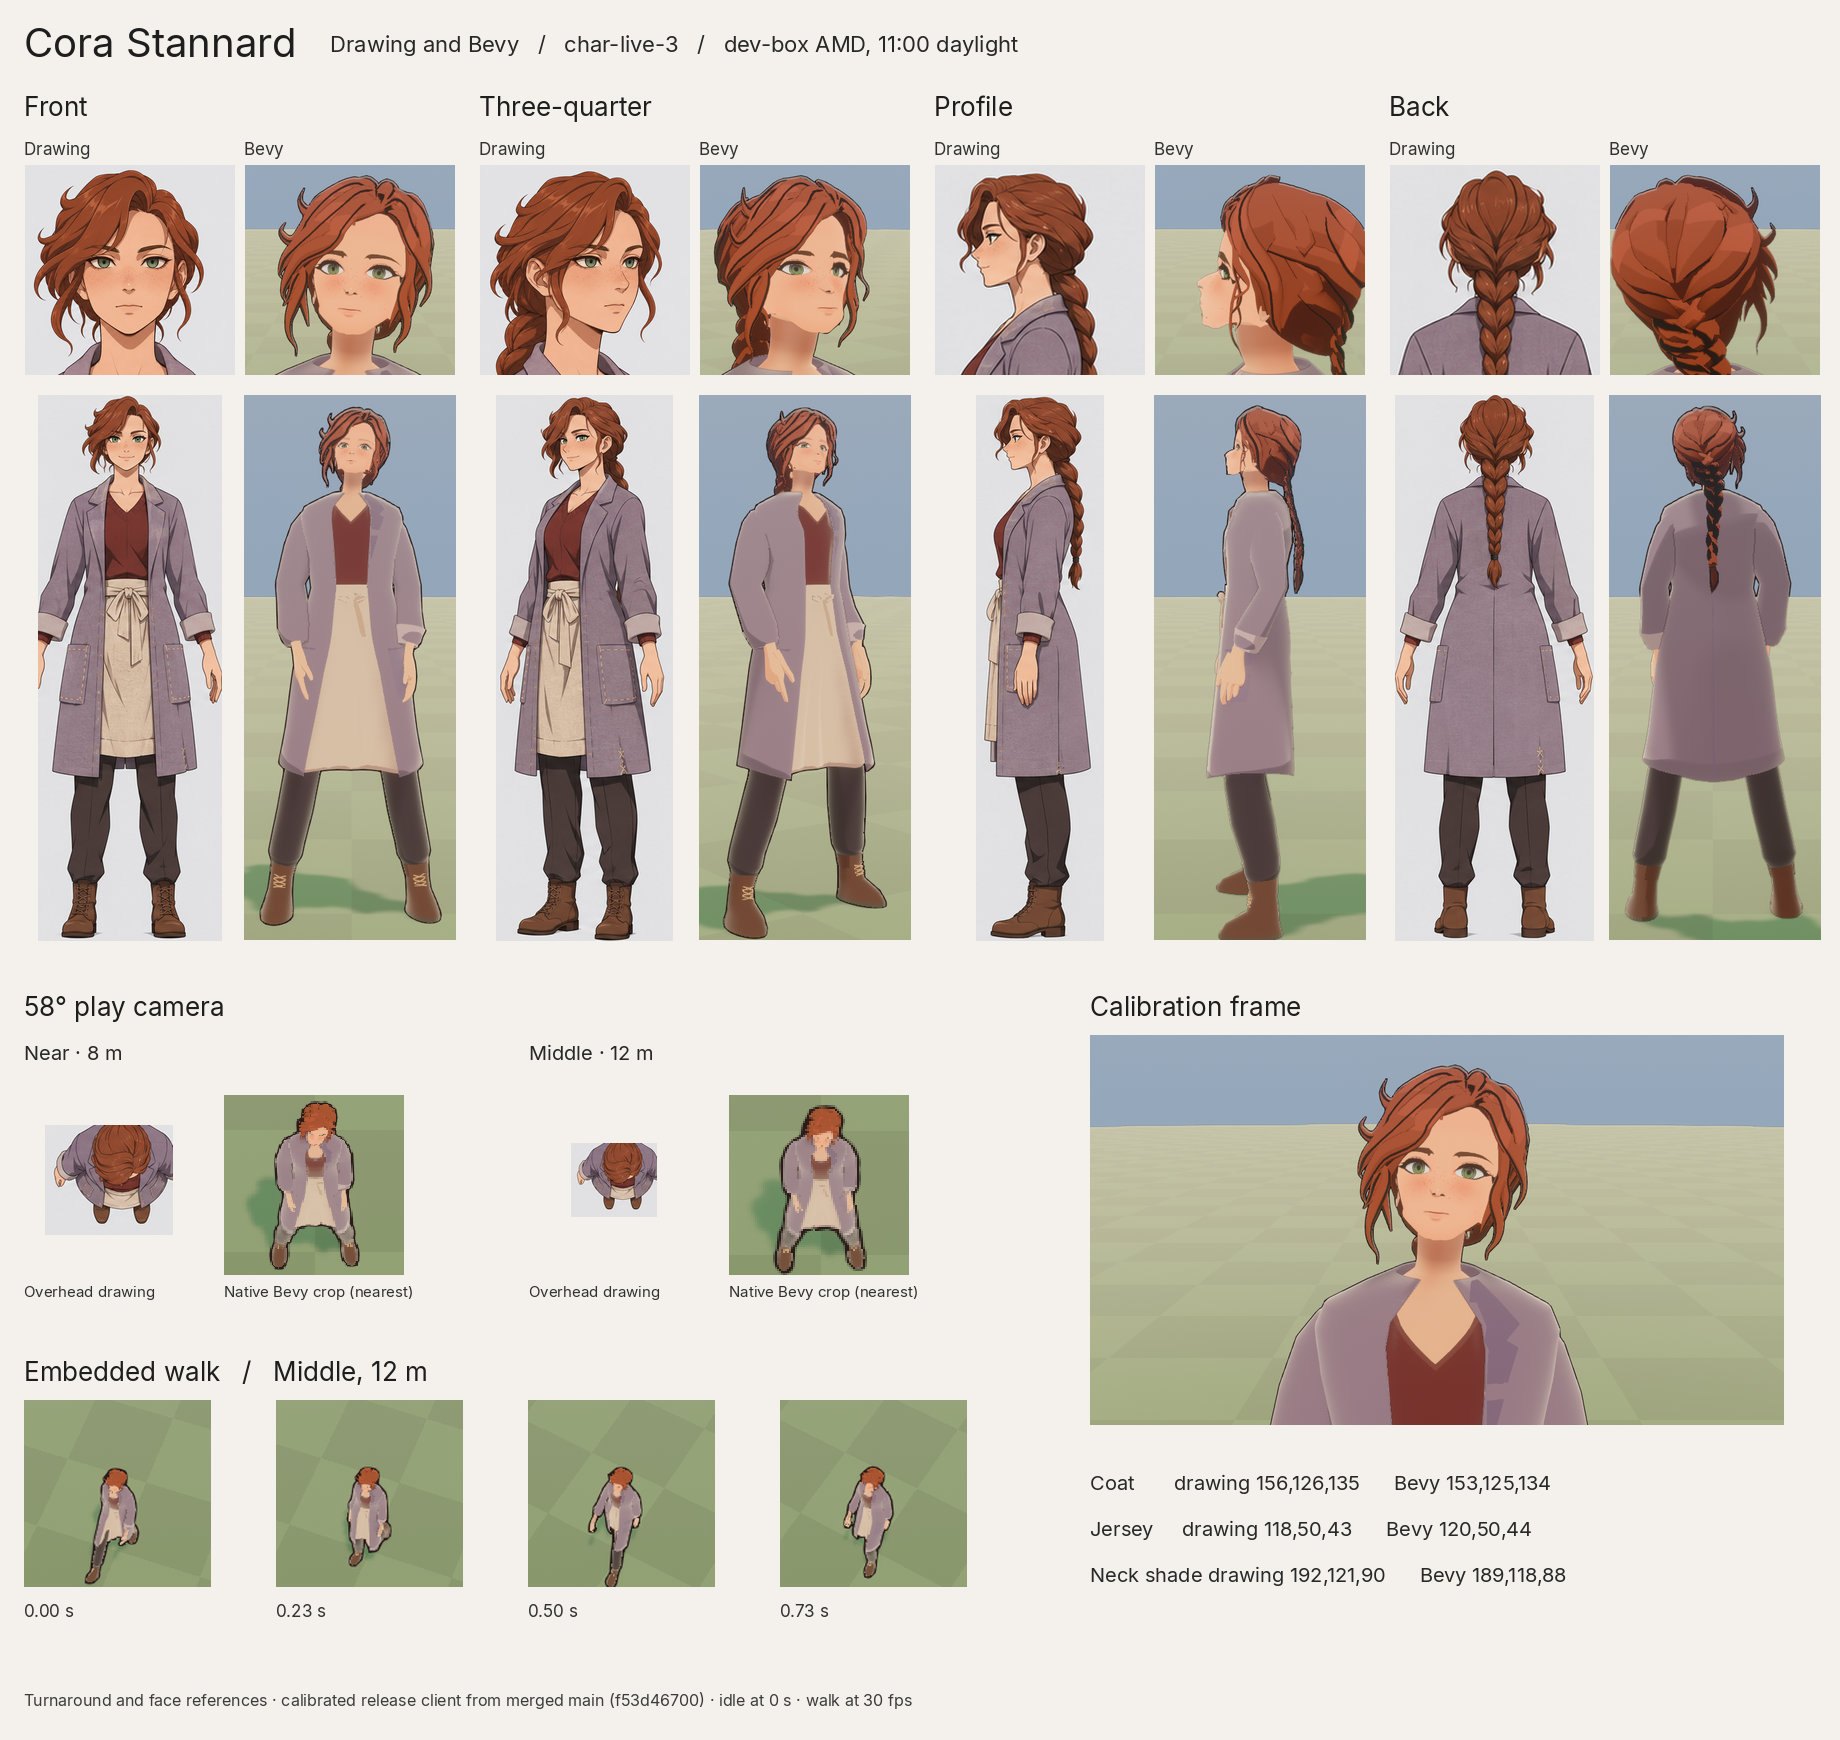 Cora Stannard Drawing and Bevy / char-live-3 / dev-box AMD, 11:00 daylight
Front Three-quarter Profile Back
Drawing Bevy Drawing Bevy Drawing Bevy Drawing Bevy
58° play camera
Near · 8 m Middle · 12 m
Overhead drawing Native Bevy crop (nearest) Overhead drawing Native Bevy crop (nearest)
Embedded walk / Middle, 12 m
0.00 s 0.23 s 0.50 s 0.73 s
Calibration frame
Coat drawing 156,126,135 Bevy 153,125,134
Jersey drawing 118,50,43 Bevy 120,50,44
Neck shade drawing 192,121,90 Bevy 189,118,88
Turnaround and face references · calibrated release client from merged main (f53d46700) · idle at 0 s · walk at 30 fps